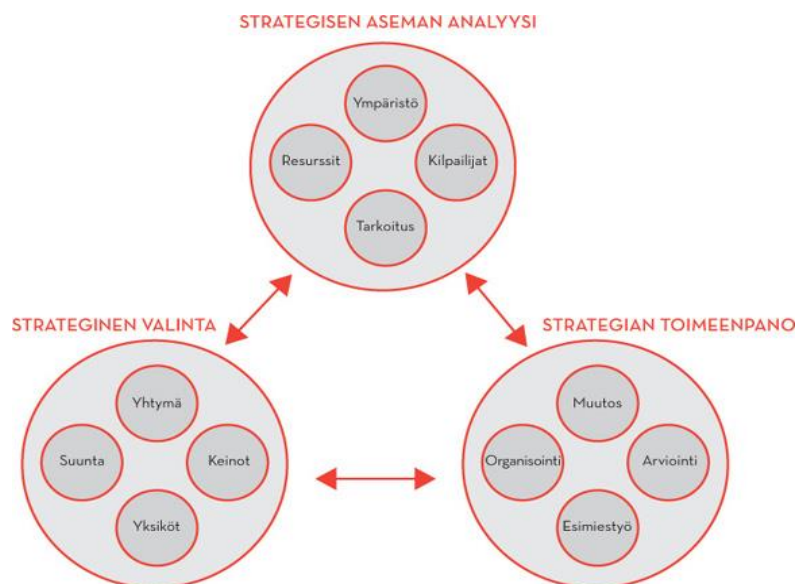 STRATEGISEN ASEMAN ANALYYSI
Ympäristö
Resurssit
Kilpailijat
Tarkoitus
STRATEGINEN VALINTA
Yhtymä
Suunta
Keinot
Yksiköt
STRATEGIAN TOIMEENPANO
Muutos
Organisointi
Arviointi
Esimiestyö